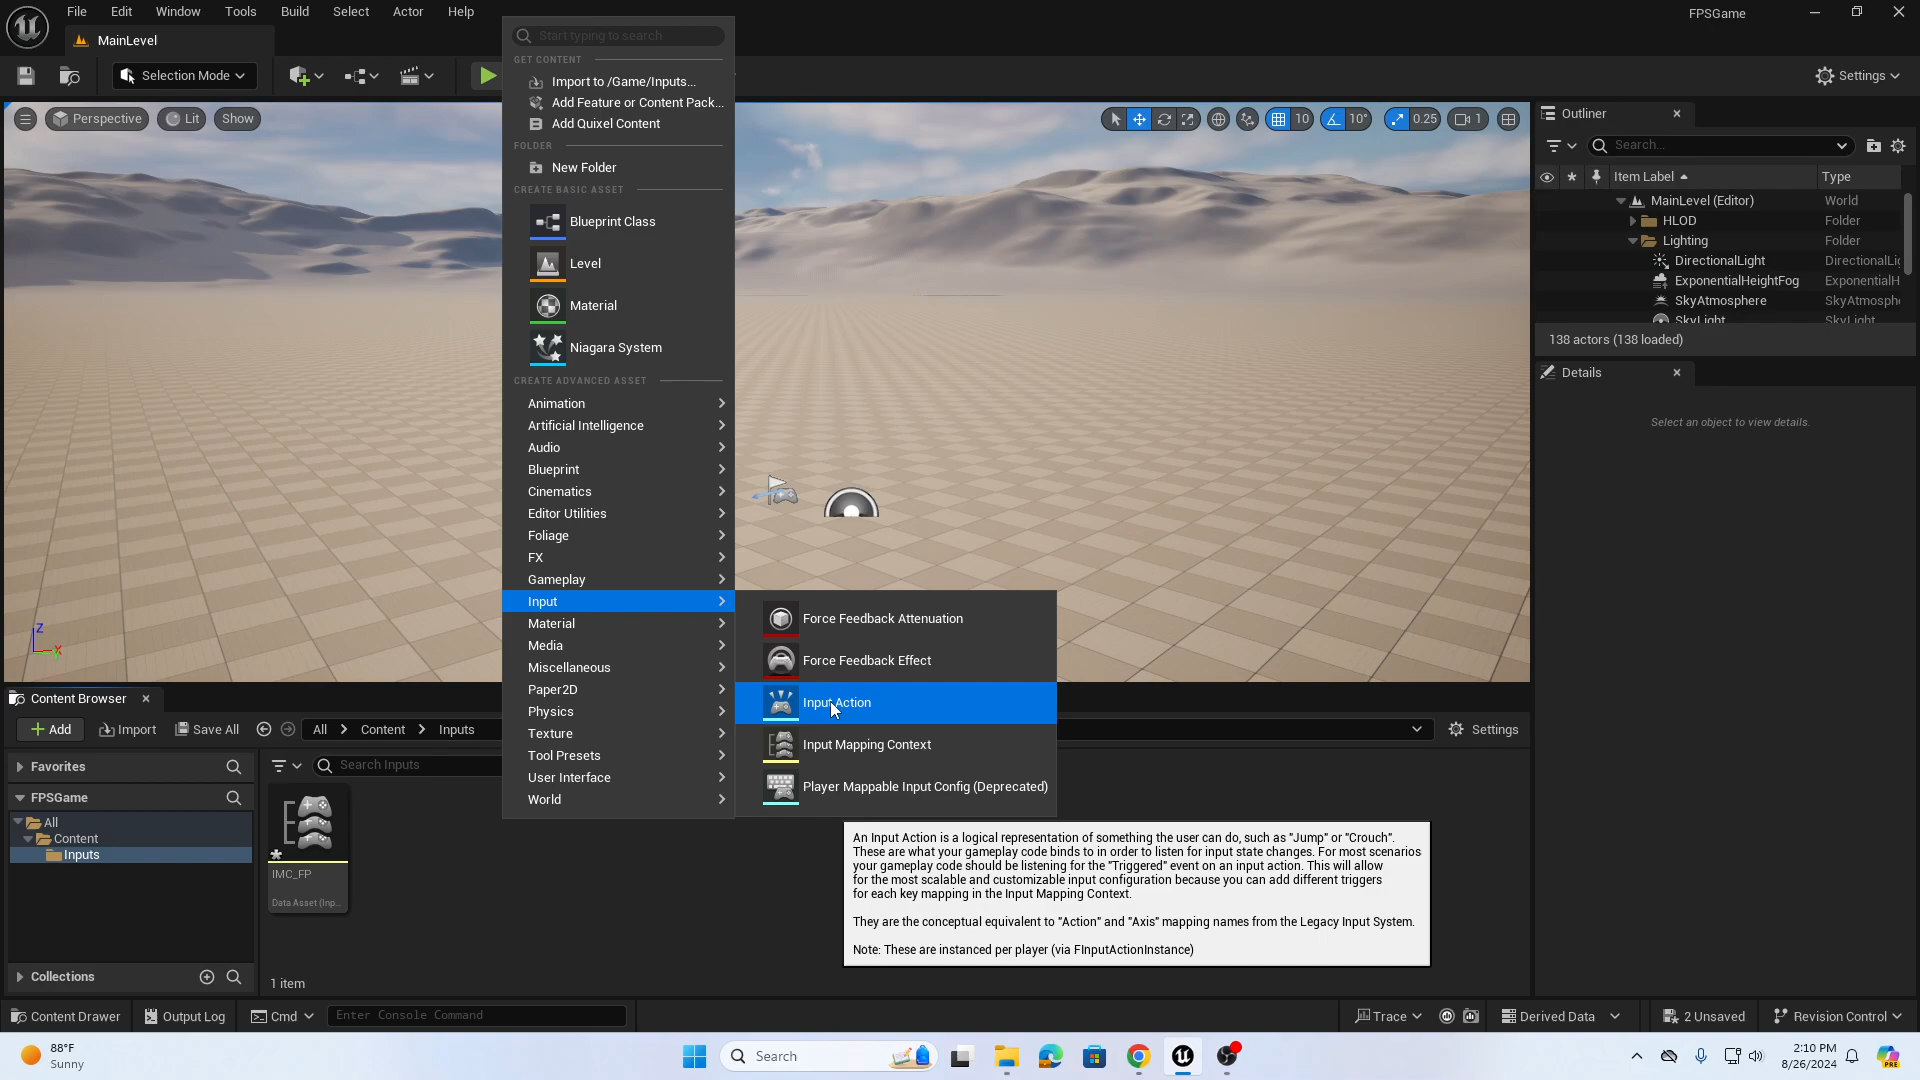 File Edit Window Tools Build Select Actor Help
FPSGame
MainLevel
Selection Mode
Settings
Perspective Lit Show
10 10° 0.25 1
Start typing to search
GET CONTENT
Import to /Game/Inputs...
Add Feature or Content Pack...
Add Quixel Content
FOLDER
New Folder
CREATE BASIC ASSET
Blueprint Class
Level
Material
Niagara System
CREATE ADVANCED ASSET
Animation
Artificial Intelligence
Audio
Blueprint
Cinematics
Editor Utilities
Foliage
FX
Gameplay
Input
Material
Media
Miscellaneous
Paper2D
Physics
Texture
Tool Presets
User Interface
World
Force Feedback Attenuation
Force Feedback Effect
Input Action
Input Mapping Context
Player Mappable Input Config (Deprecated)
An Input Action is a logical representation of something the user can do, such as "Jump" or "Crouch".
These are what your gameplay code binds to in order to listen for input state changes. For most scenarios
your gameplay code should be listening for the "Triggered" event on an input action. This will allow
for the most scalable and customizable input configuration because you can add different triggers
for each key mapping in the Input Mapping Context.
They are the conceptual equivalent to "Action" and "Axis" mapping names from the Legacy Input System.
Note: These are instanced per player (via FInputActionInstance)
Outliner
Search...
Item Label Type
MainLevel (Editor) World
HLOD Folder
Lighting Folder
DirectionalLight DirectionalLig
ExponentialHeightFog ExponentialH
SkyAtmosphere SkyAtmosph
SkyLight SkyLight
138 actors (138 loaded)
Details
Select an object to view details.
Z
X
Content Browser
Add Import Save All All Content Inputs
Settings
Favorites
FPSGame
All
Content
Inputs
Collections
Search Inputs
IMC_FP
Data Asset (Inp...
1 item
Content Drawer Output Log Cmd Enter Console Command
Trace Derived Data 2 Unsaved Revision Control
88°F
Sunny
Search
2:10 PM
8/26/2024
PRE